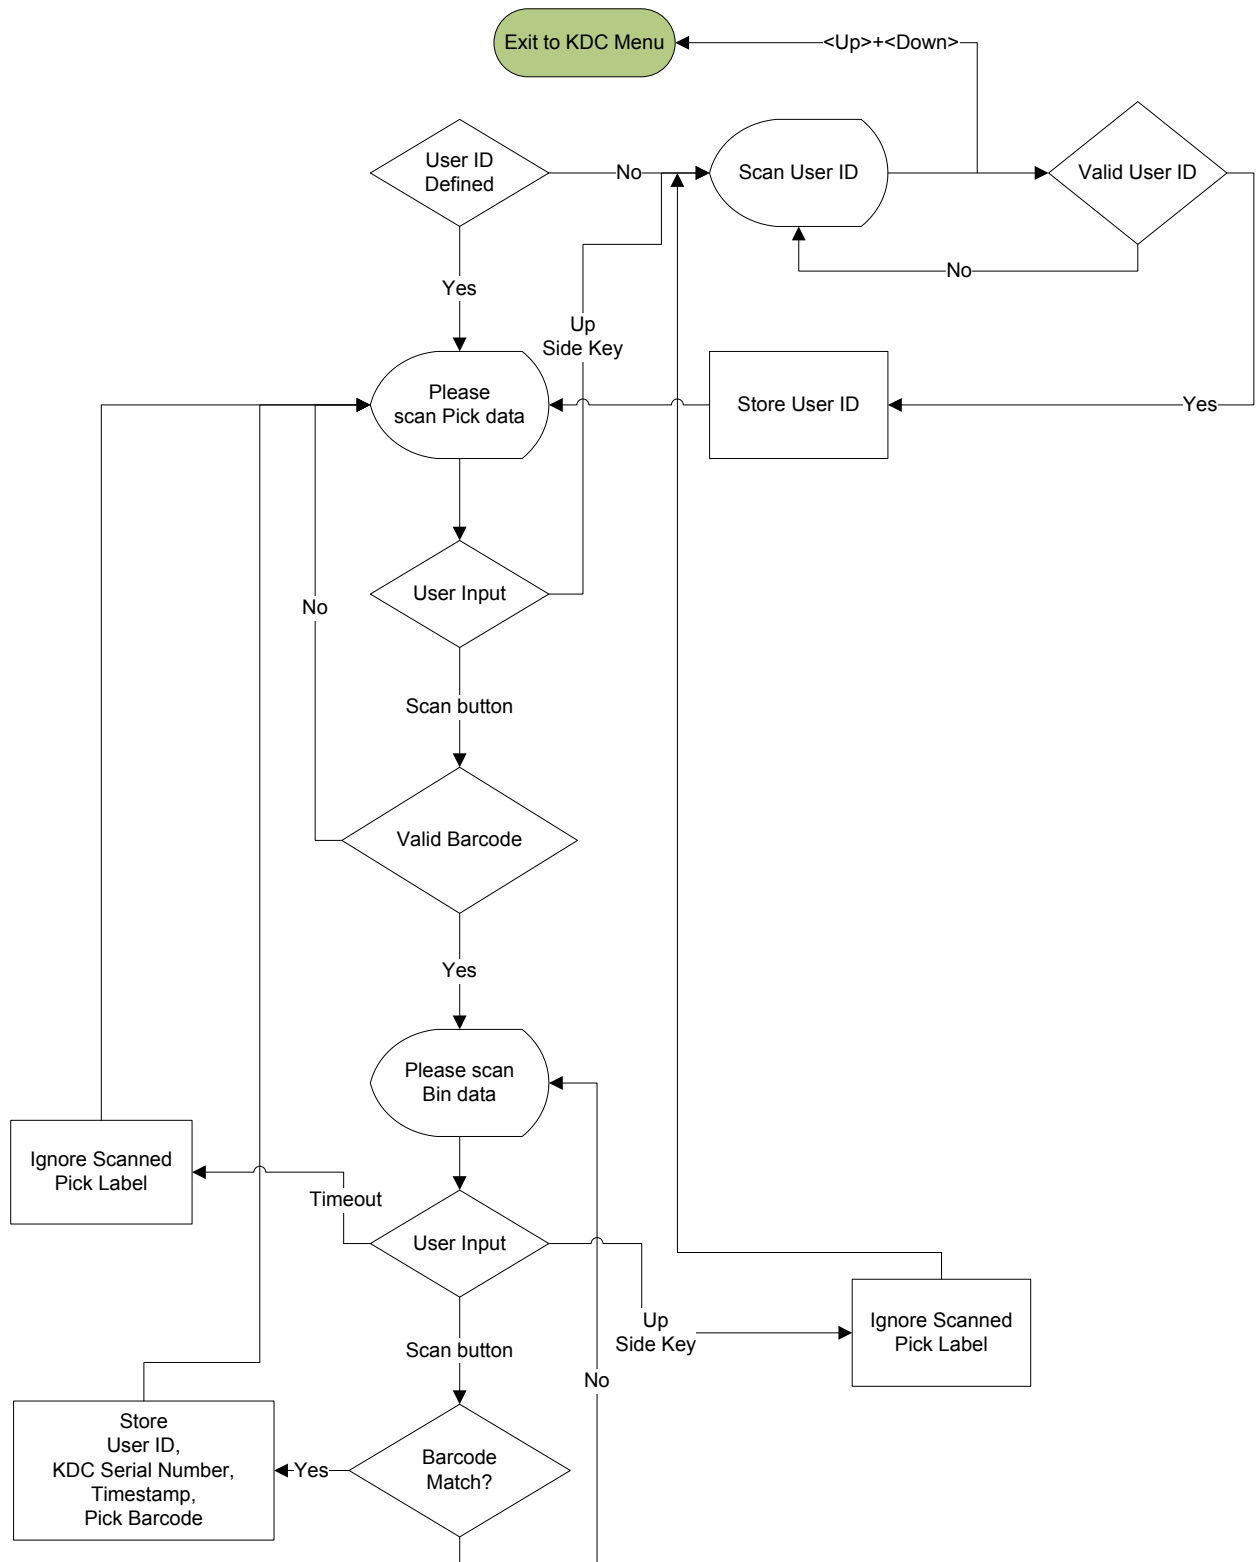 Exit to KDC Menu
<Up>+<Down>
User ID
Defined
No
Scan User ID
Valid User ID
No
Yes
Up
Side Key
Please
scan Pick data
Store User ID
Yes
User Input
No
Scan button
Valid Barcode
Yes
Please scan
Bin data
Ignore Scanned
Pick Label
Timeout
User Input
Up
Side Key
Ignore Scanned
Pick Label
Scan button
No
Store
User ID,
KDC Serial Number,
Timestamp,
Pick Barcode
Yes
Barcode
Match?